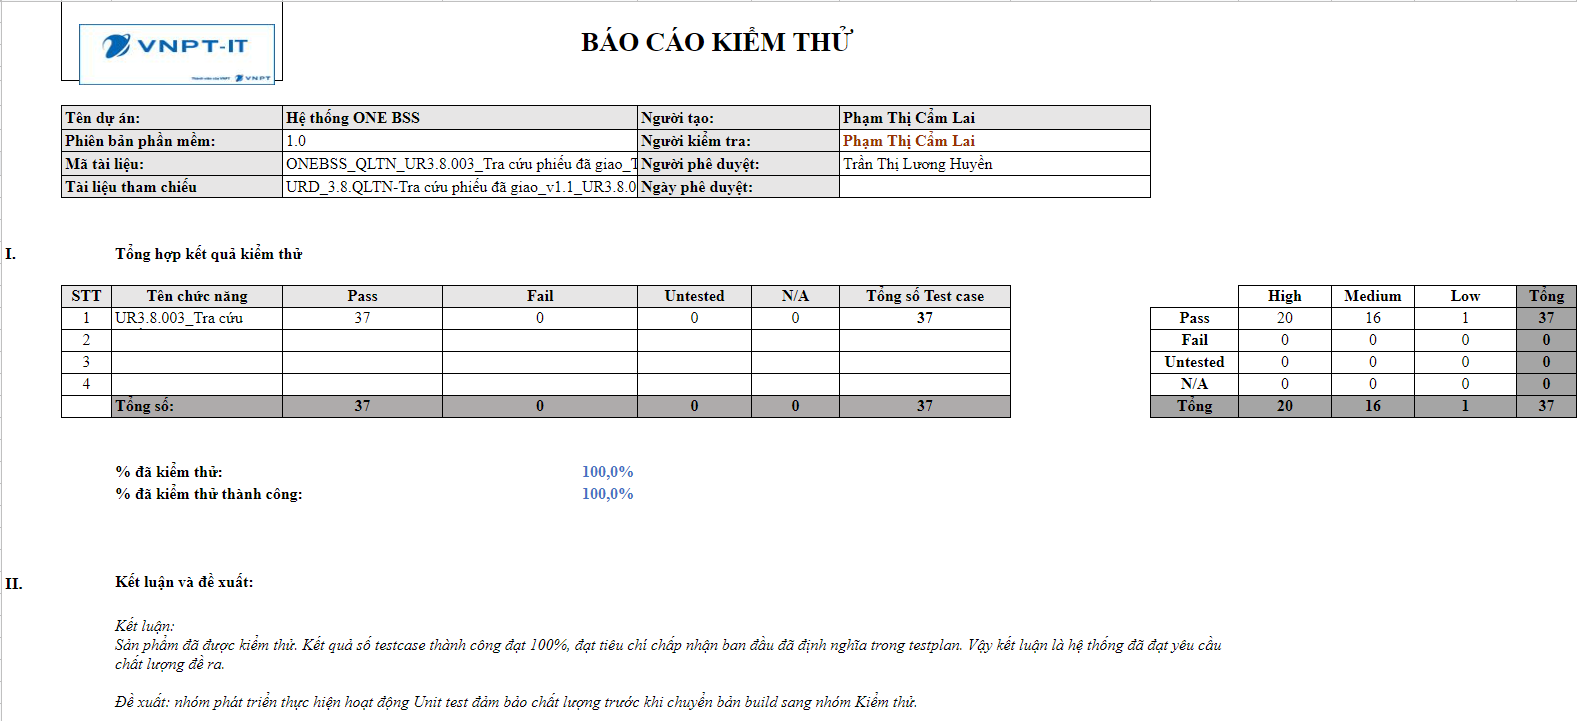 VNPT-IT
VNPT
BÁO CÁO KIỂM THỬ
Tên dự án: Hệ thống ONE BSS Người tạo: Phạm Thị Cẩm Lai
Phiên bản phần mềm: 1.0 Người kiểm tra: Phạm Thị Cẩm Lai
Mã tài liệu: ONEBSS_QLTN_UR3.8.003_Tra cứu phiếu đã giao_T Người phê duyệt: Trần Thị Lương Huyền
Tài liệu tham chiếu URD_3.8.QLTN-Tra cứu phiếu đã giao_v1.1_UR3.8.0 Ngày phê duyệt:
I. Tổng hợp kết quả kiểm thử
STT Tên chức năng Pass Fail Untested N/A Tổng số Test case
1 UR3.8.003_Tra cứu 37 0 0 0 37
2
3
4
Tổng số: 37 0 0 0 37
High Medium Low Tổng
Pass 20 16 1 37
Fail 0 0 0 0
Untested 0 0 0 0
N/A 0 0 0 0
Tổng 20 16 1 37
% đã kiểm thử: 100,0%
% đã kiểm thử thành công: 100,0%
II. Kết luận và đề xuất:
Kết luận:
Sản phẩm đã được kiểm thử. Kết quả số testcase thành công đạt 100%, đạt tiêu chí chấp nhận ban đầu đã định nghĩa trong testplan. Vậy kết luận là hệ thống đã đạt yêu cầu
chất lượng đề ra.
Đề xuất: nhóm phát triển thực hiện hoạt động Unit test đảm bảo chất lượng trước khi chuyển bản build sang nhóm Kiểm thử.